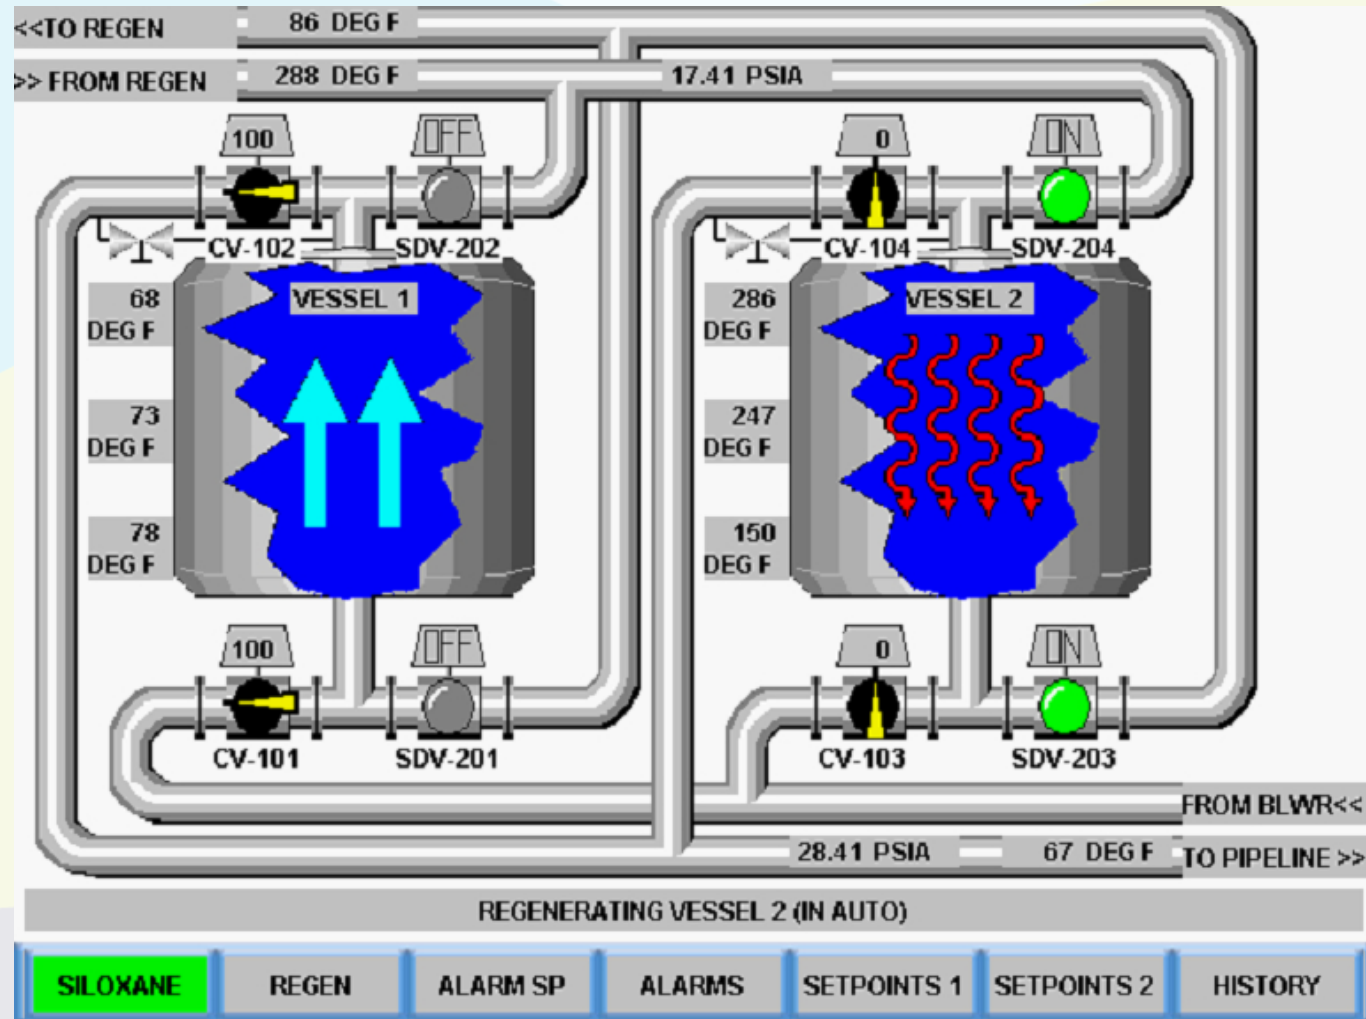 <<TO REGEN
86 DEG F
>> FROM REGEN
288 DEG F
17.41 PSIA
100
OFF
0
ON
CV-102
SDV-202
CV-104
SDV-204
68
DEG F
VESSEL 1
286
DEG F
VESSEL 2
73
DEG F
247
DEG F
78
DEG F
150
DEG F
100
OFF
0
ON
CV-101
SDV-201
CV-103
SDV-203
FROM BLWR<<
28.41 PSIA
67 DEG F
TO PIPELINE >>
REGENERATING VESSEL 2 (IN AUTO)
SILOXANE
REGEN
ALARM SP
ALARMS
SETPOINTS 1
SETPOINTS 2
HISTORY